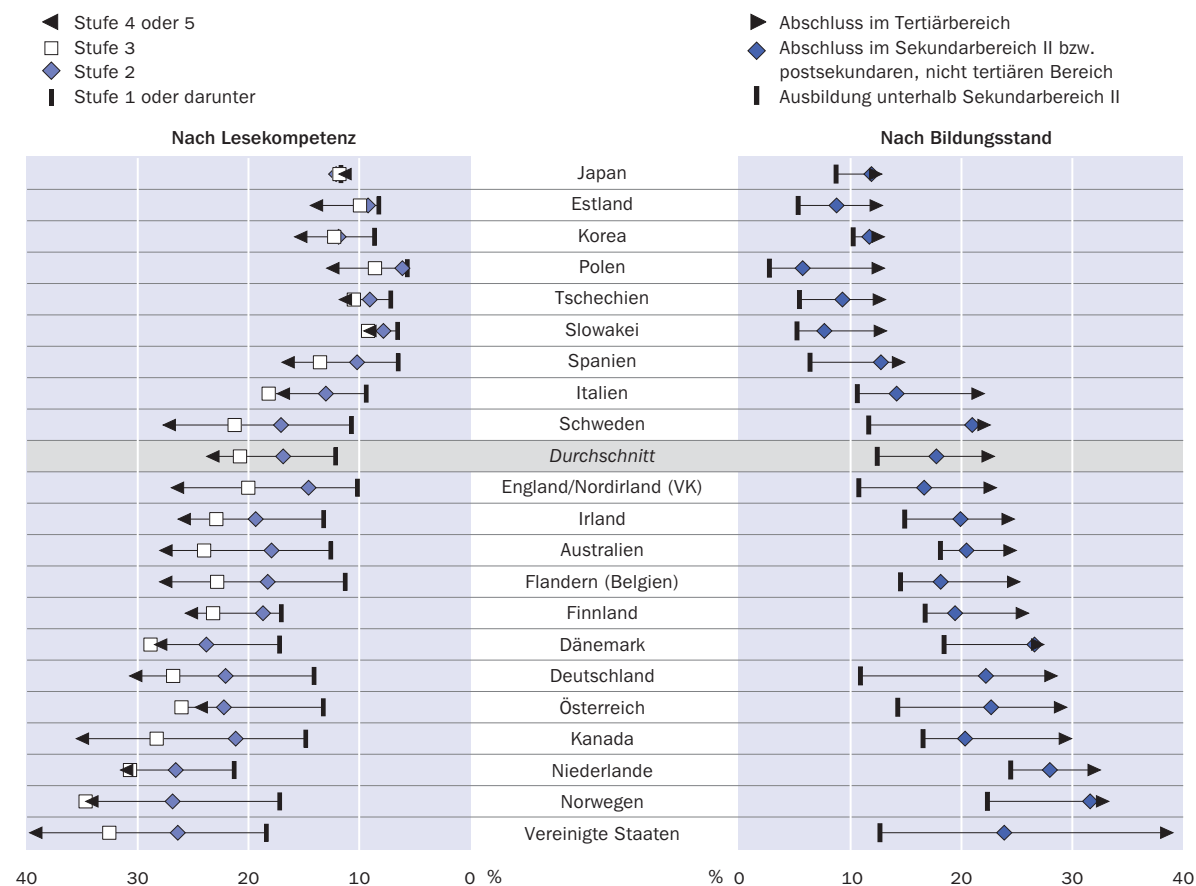 Stufe 4 oder 5
Stufe 3
Stufe 2
Stufe 1 oder darunter
Abschluss im Tertiärbereich
Abschluss im Sekundarbereich II bzw.
postsekundaren, nicht tertiären Bereich
Ausbildung unterhalb Sekundarbereich II
Nach Lesekompetenz
Nach Bildungsstand
Japan
Estland
Korea
Polen
Tschechien
Slowakei
Spanien
Italien
Schweden
Durchschnitt
England/Nordirland (VK)
Irland
Australien
Flandern (Belgien)
Finnland
Dänemark
Deutschland
Österreich
Kanada
Niederlande
Norwegen
Vereinigte Staaten
40 30 20 10 0 %
% 0 10 20 30 40